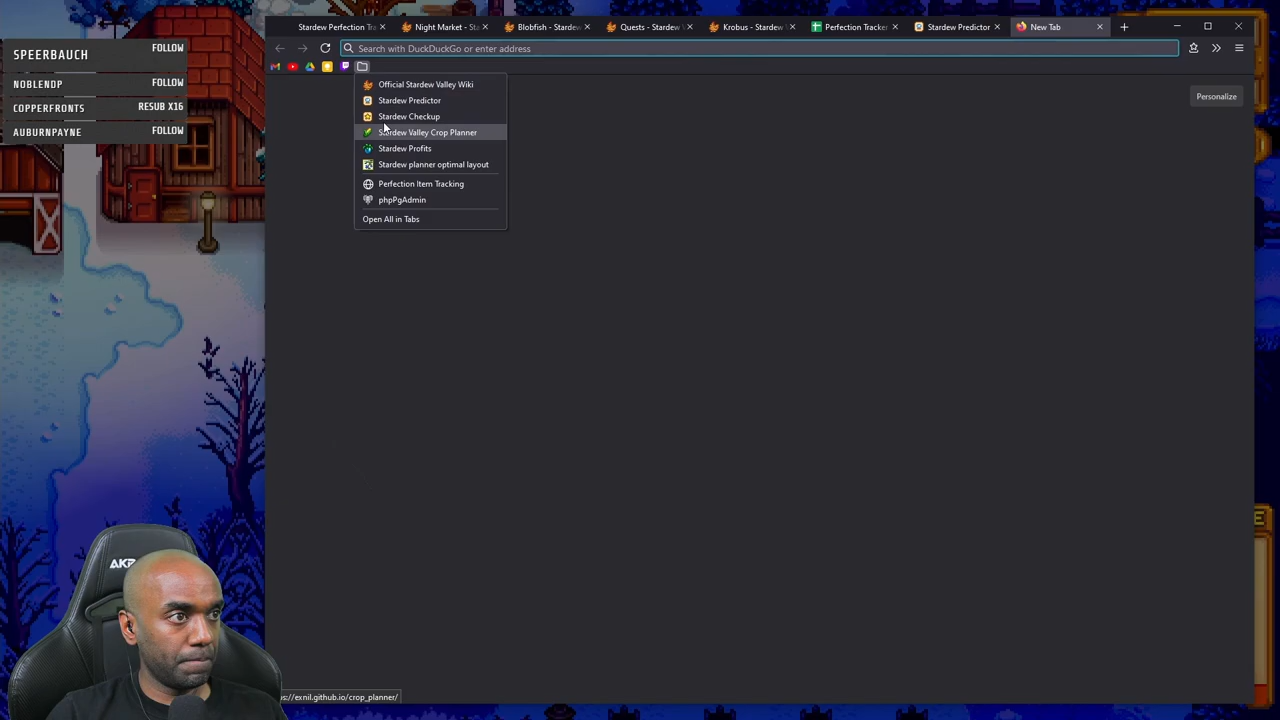 SPEERBAUCH FOLLOW
NOBLENDP FOLLOW
COPPERFRONTS RESUB X16
AUBURNPAYNE FOLLOW
Stardew Perfection Tra
Night Market - St
Blobfish - Stardew
Quests - Stardew V
Krobus - Stardew
Perfection Tracker
Stardew Predictor
New Tab
Search with DuckDuckGo or enter address
Official Stardew Valley Wiki
Stardew Predictor
Stardew Checkup
Stardew Valley Crop Planner
Stardew Profits
Stardew planner optimal layout
Perfection Item Tracking
phpPgAdmin
Open All in Tabs
Personalize
s://exnil.github.io/crop_planner/